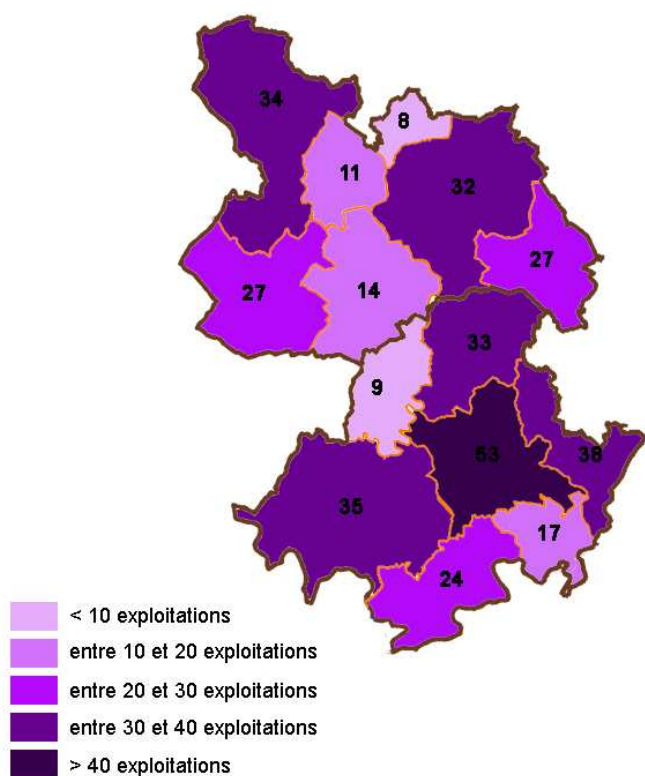 34
8
11
32
27
27
14
33
9
53
38
35
17
24
< 10 exploitations
entre 10 et 20 exploitations
entre 20 et 30 exploitations
entre 30 et 40 exploitations
> 40 exploitations